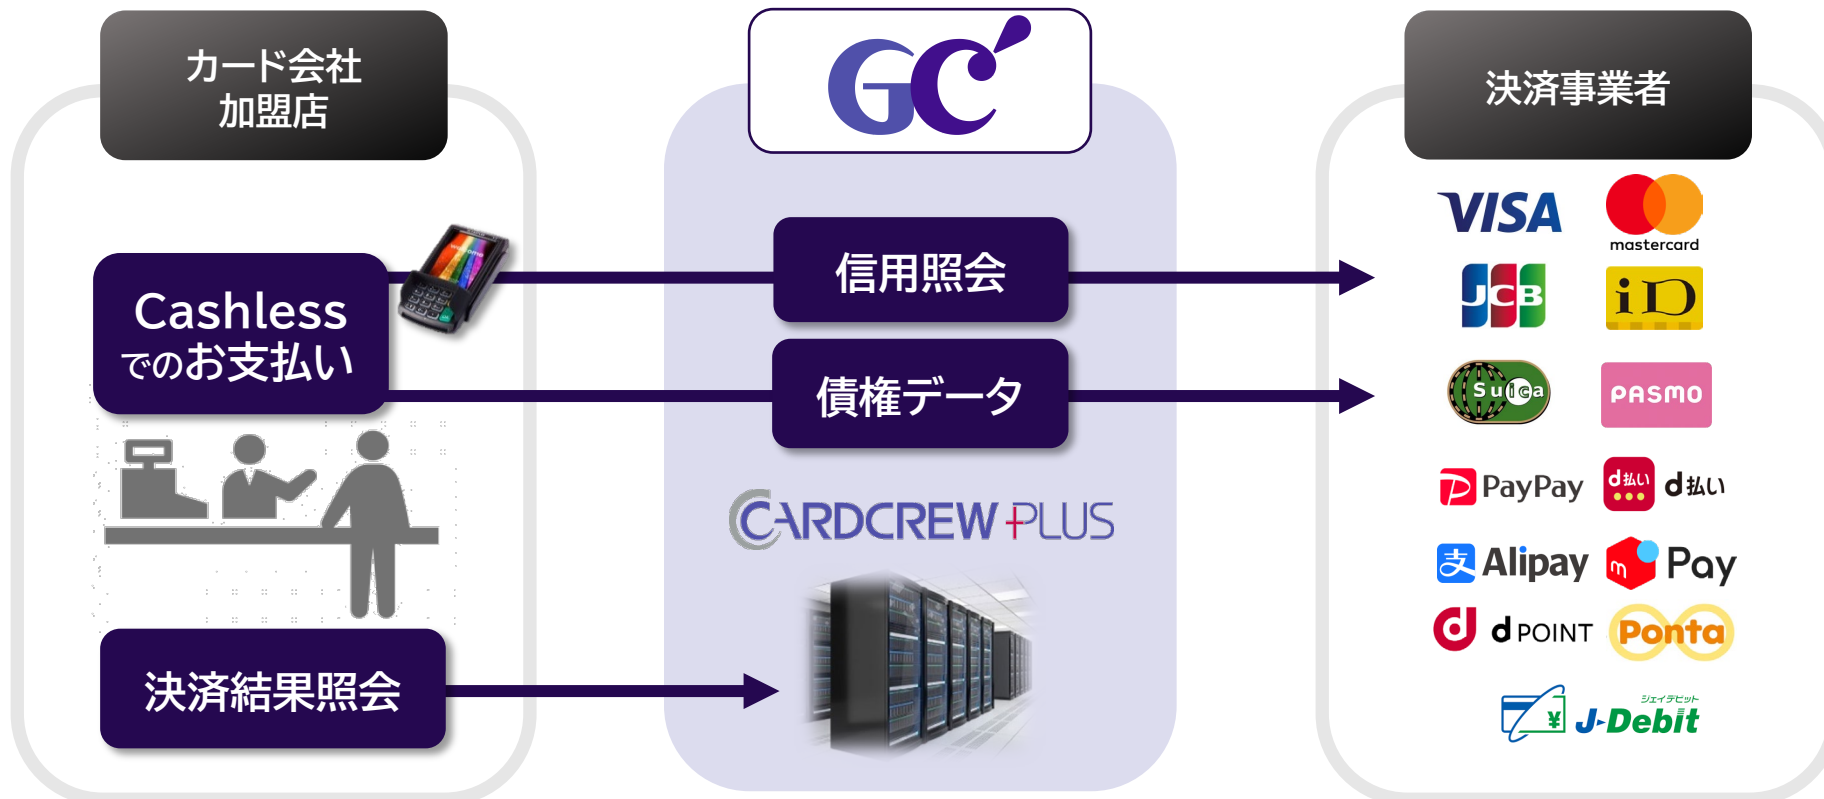 カード会社
加盟店
GC
決済事業者
Cashless
でのお支払い
welcome
信用照会
債権データ
決済結果照会
CARDCREW PLUS
VISA
mastercard
JCB
iD
Suica
PASMO
PayPay
d払い
d払い
支 Alipay
m Pay
d d POINT
Ponta
ジェイデビット
¥ J-Debit